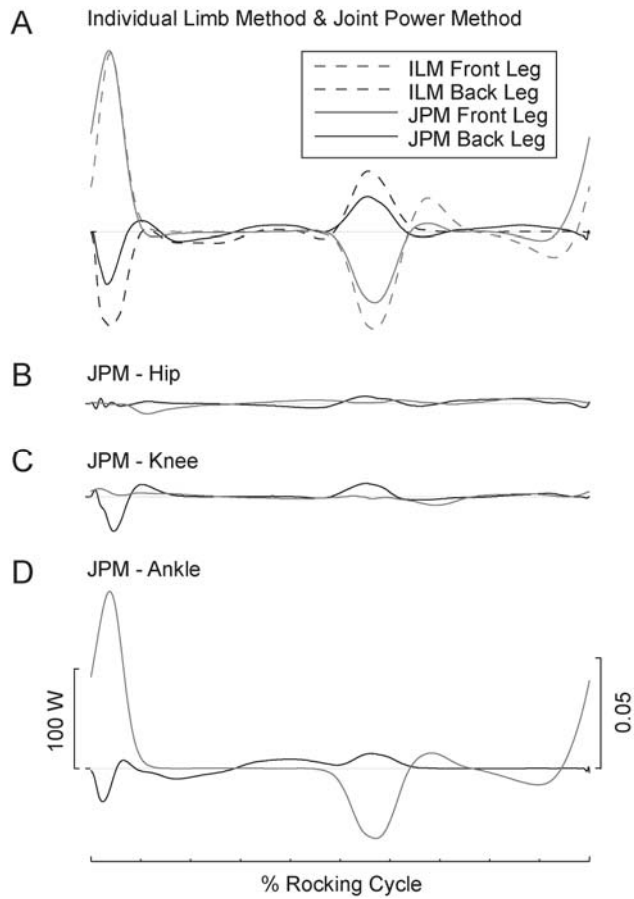 A
Individual Limb Method & Joint Power Method
ILM Front Leg
ILM Back Leg
JPM Front Leg
JPM Back Leg
B
JPM - Hip
C
JPM - Knee
D
JPM - Ankle
100 W
0.05
% Rocking Cycle